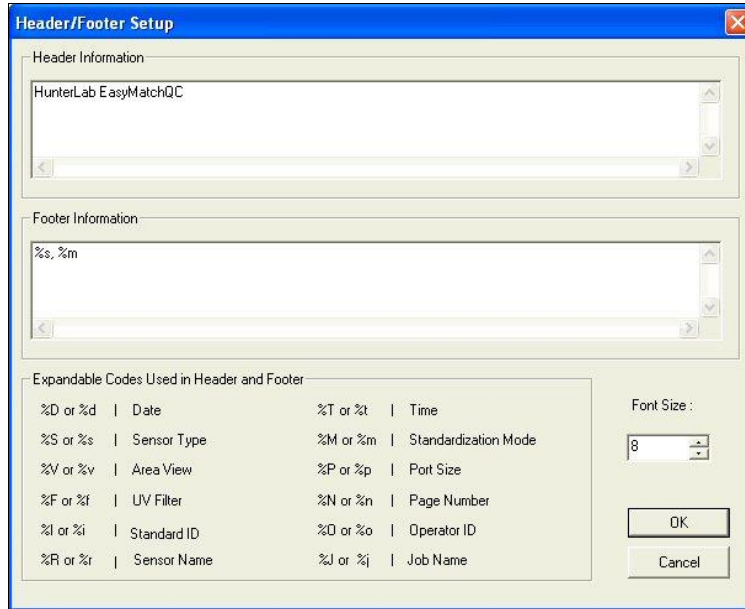 Header/Footer Setup
Header Information
HunterLab EasyMatchQC
Footer Information
%s, %m
Expandable Codes Used in Header and Footer
%D or %d | Date %T or %t | Time
%S or %s | Sensor Type %M or %m | Standardization Mode
%V or %v | Area View %P or %p | Port Size
%F or %f | UV Filter %N or %n | Page Number
%I or %i | Standard ID %O or %o | Operator ID
%R or %r | Sensor Name %J or %j | Job Name
Font Size :
8
OK
Cancel